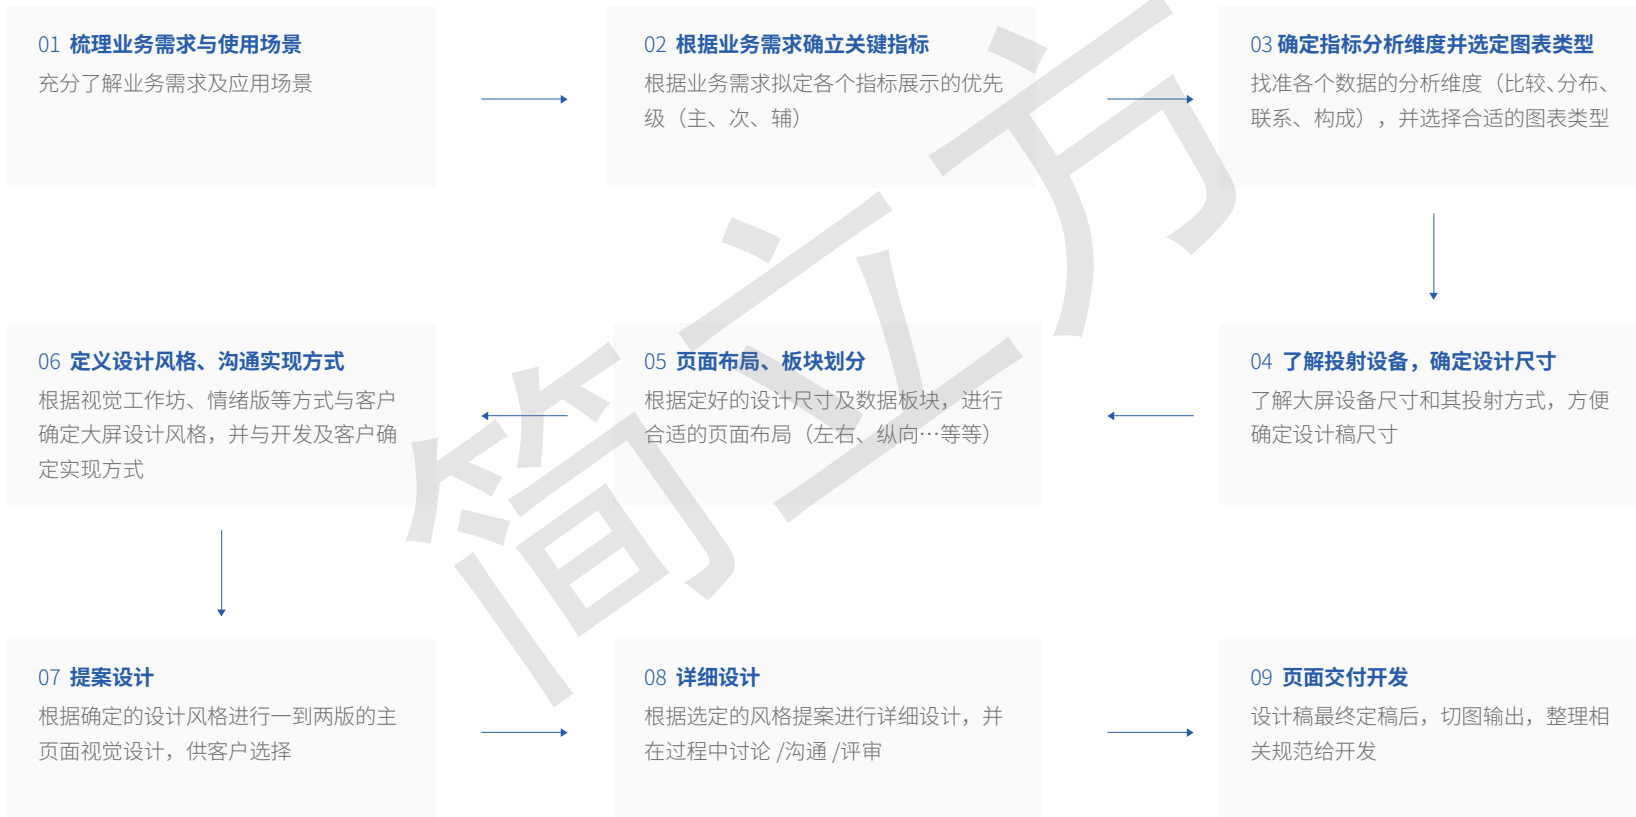 01 梳理业务需求与使用场景
充分了解业务需求及应用场景
02 根据业务需求确立关键指标
根据业务需求拟定各个指标展示的优先
级（主、次、辅）
03 确定指标分析维度并选定图表类型
找准各个数据的分析维度（比较、分布、
联系、构成），并选择合适的图表类型
04 了解投射设备，确定设计尺寸
了解大屏设备尺寸和其投射方式，方便
确定设计稿尺寸
05 页面布局、板块划分
根据定好的设计尺寸及数据板块，进行
合适的页面布局（左右、纵向…等等）
06 定义设计风格、沟通实现方式
根据视觉工作坊、情绪版等方式与客户
确定大屏设计风格，并与开发及客户确
定实现方式
07 提案设计
根据确定的设计风格进行一到两版的主
页面视觉设计，供客户选择
08 详细设计
根据选定的风格提案进行详细设计，并
在过程中讨论 /沟通 /评审
09 页面交付开发
设计稿最终定稿后，切图输出，整理相
关规范给开发
简立方